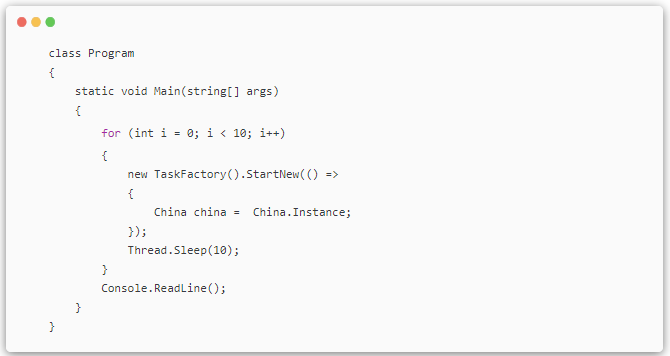 class Program
{
    static void Main(string[] args)
    {
        for (int i = 0; i < 10; i++)
        {
            new TaskFactory().StartNew(() =>
            {
                China china =  China.Instance;
            });
            Thread.Sleep(10);
        }
        Console.ReadLine();
    }
}